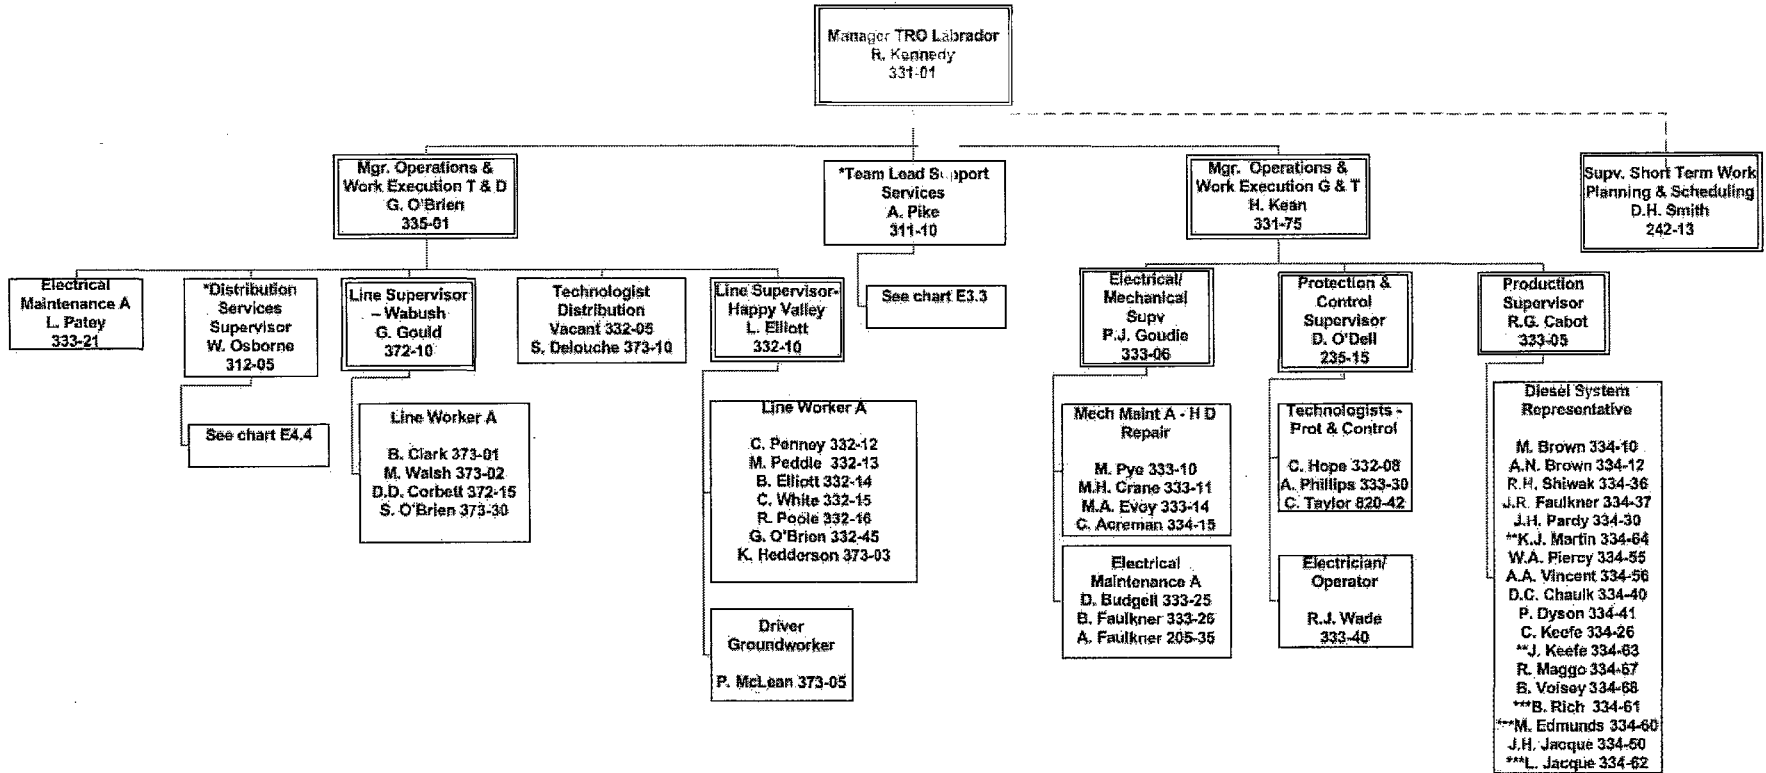 Manager TRO Labrador
R. Kennedy
331-01
Mgr. Operations &
Work Execution T & D
G. O'Brien
335-01
*Team Lead Support
Services
A. Pike
311-10
Mgr. Operations &
Work Execution G & T
H. Kean
331-75
Supv. Short Term Work
Planning & Scheduling
D.H. Smith
242-13
Electrical
Maintenance A
L. Patey
333-21
*Distribution
Services
Supervisor
W. Osborne
312-05
Line Supervisor
– Wabush
G. Gould
372-10
Technologist
Distribution
Vacant 332-05
S. Delouche 373-10
Line Supervisor-
Happy Valley
L. Elliott
332-10
See chart E3.3
Electrical/
Mechanical
Supv
P.J. Goudie
333-06
Protection &
Control
Supervisor
D. O'Dell
235-15
Production
Supervisor
R.G. Cabot
333-05
See chart E4.4
Line Worker A
B. Clark 373-01
M. Walsh 373-02
D.D. Corbett 372-15
S. O'Brien 373-30
Line Worker A
C. Penney 332-12
M. Peddle 332-13
B. Elliott 332-14
C. White 332-15
R. Poole 332-16
G. O'Brien 332-45
K. Hedderson 373-03
Driver
Groundworker
P. McLean 373-05
Mech Maint A - H D
Repair
M. Pye 333-10
M.H. Crane 333-11
M.A. Evoy 333-14
C. Acreman 334-15
Electrical
Maintenance A
D. Budgell 333-25
B. Faulkner 333-26
A. Faulkner 205-35
Technologists -
Prot & Control
C. Hope 332-08
A. Phillips 333-30
C. Taylor 820-42
Electrician/
Operator
R.J. Wade
333-40
Diesel System
Representative
M. Brown 334-10
A.N. Brown 334-12
R.H. Shiwak 334-36
J.R. Faulkner 334-37
J.H. Pardy 334-30
**K.J. Martin 334-64
W.A. Piercy 334-55
A.A. Vincent 334-56
D.C. Chaulk 334-40
P. Dyson 334-41
C. Keefe 334-26
**J. Keefe 334-63
R. Maggo 334-67
B. Voisey 334-68
***B. Rich 334-61
***M. Edmunds 334-60
J.H. Jacque 334-50
***L. Jacque 334-62